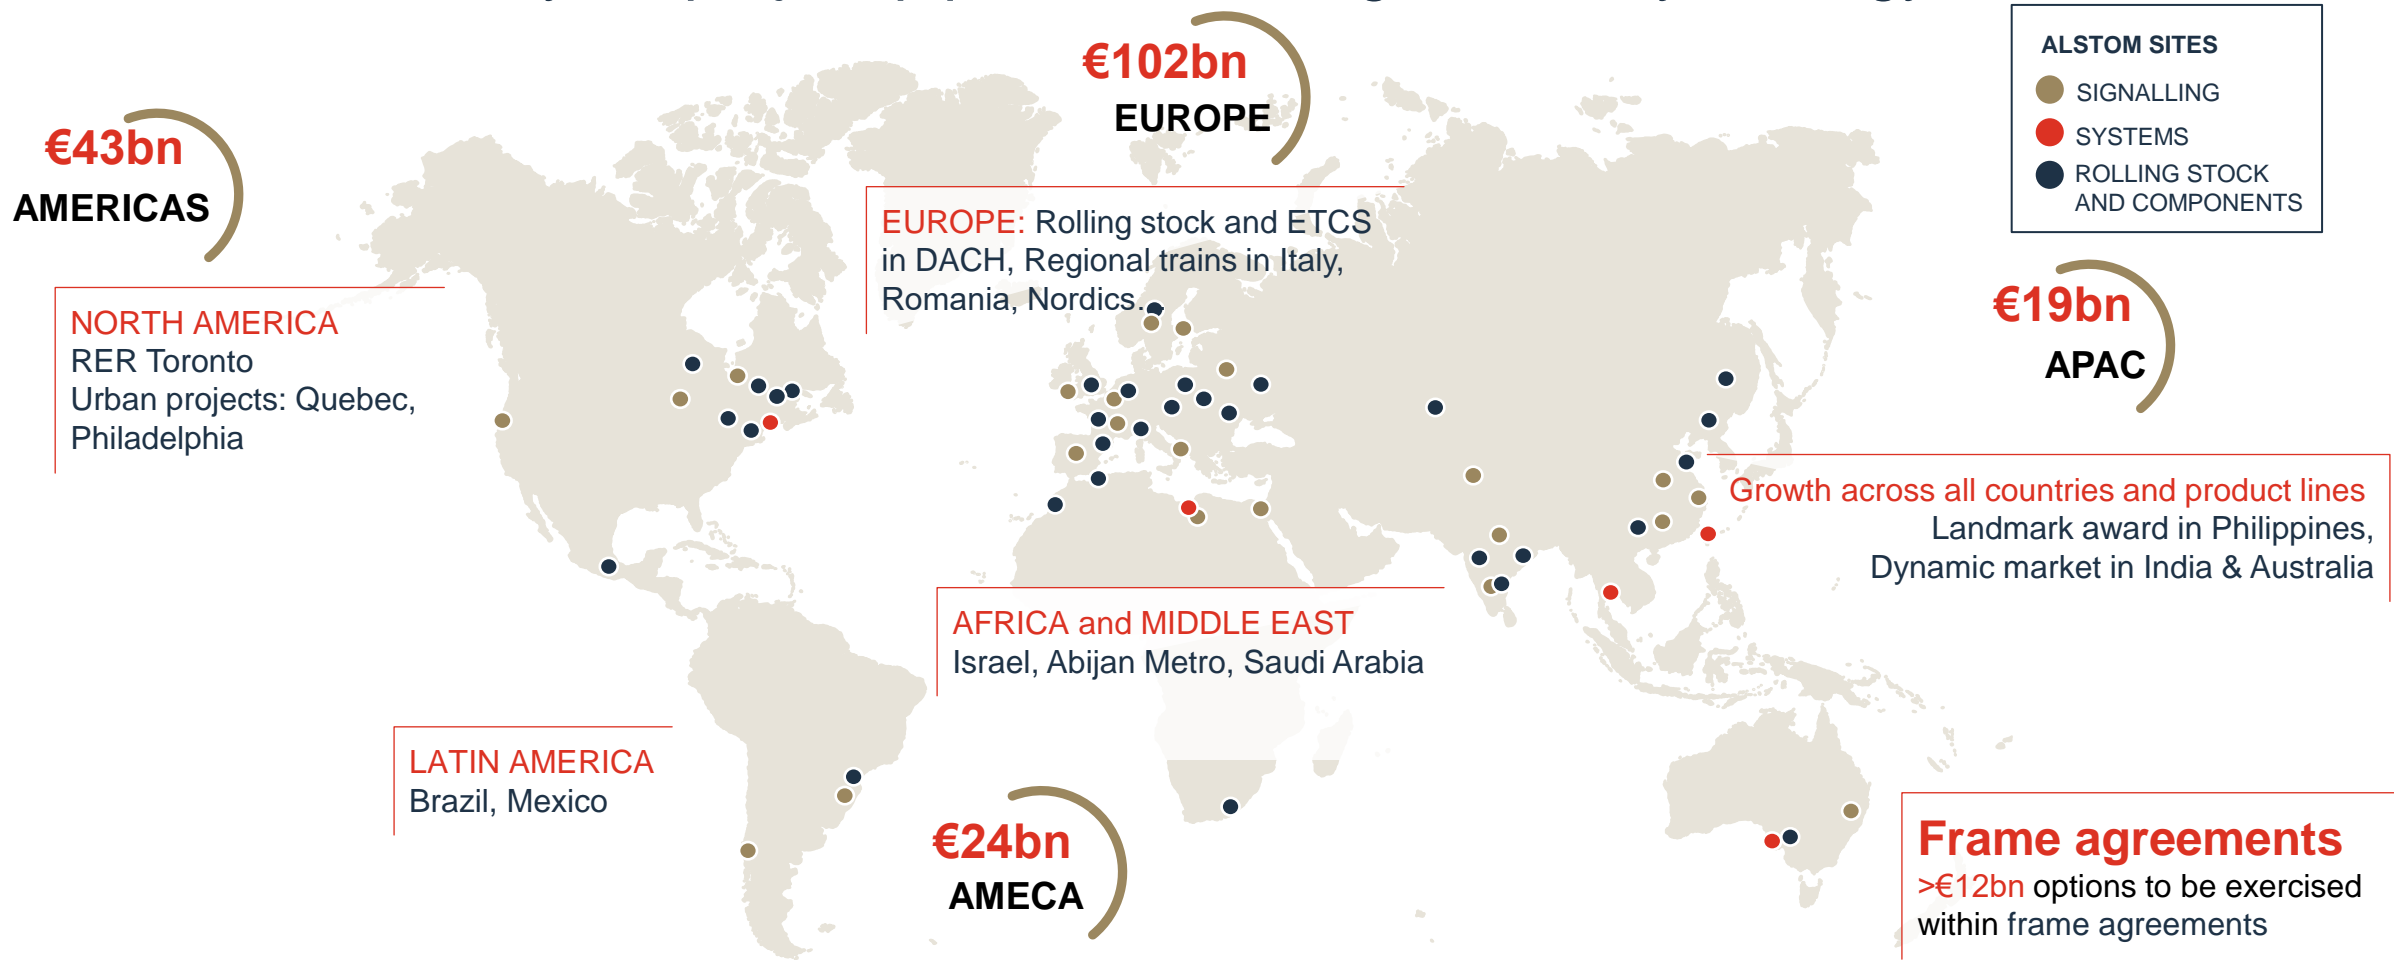 €102bn
EUROPE
ALSTOM SITES
SIGNALLING
SYSTEMS
ROLLING STOCK
AND COMPONENTS
€43bn
AMERICAS
EUROPE: Rolling stock and ETCS
in DACH, Regional trains in Italy,
Romania, Nordics…
€19bn
APAC
NORTH AMERICA
RER Toronto
Urban projects: Quebec,
Philadelphia
Growth across all countries and product lines
Landmark award in Philippines,
Dynamic market in India & Australia
AFRICA and MIDDLE EAST
Israel, Abijan Metro, Saudi Arabia
LATIN AMERICA
Brazil, Mexico
€24bn
AMECA
Frame agreements
>€12bn options to be exercised
within frame agreements